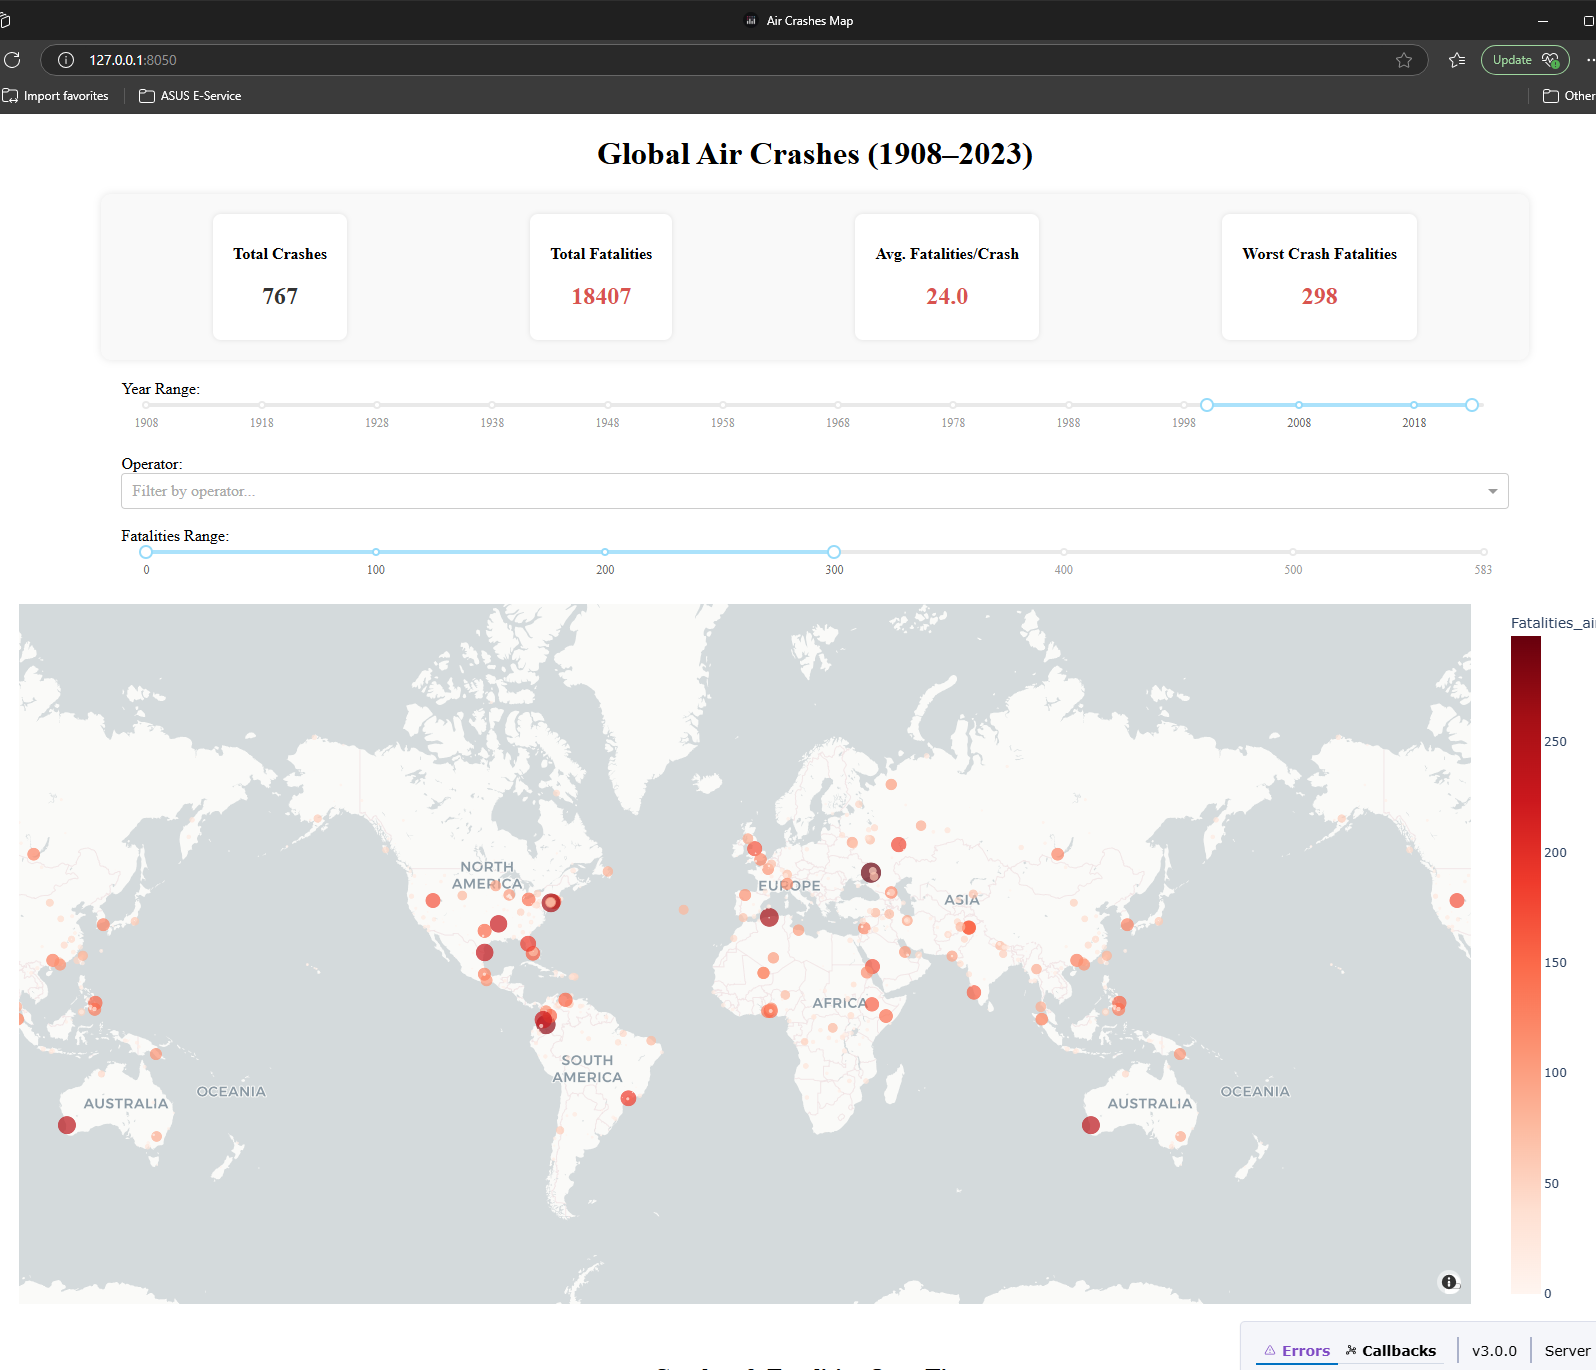 Air Crashes Map
127.0.0.1:8050
Update
Import favorites
ASUS E-Service
Other
Global Air Crashes (1908–2023)
Total Crashes
767
Total Fatalities
18407
Avg. Fatalities/Crash
24.0
Worst Crash Fatalities
298
Year Range:
1908 1918 1928 1938 1948 1958 1968 1978 1988 1998 2008 2018
Operator:
Filter by operator...
Fatalities Range:
0 100 200 300 400 500 583
Fatalities_ai
250
200
150
100
50
0
NORTH
AMERICA
EUROPE
ASIA
AFRICA
SOUTH
AMERICA
OCEANIA
AUSTRALIA
OCEANIA
AUSTRALIA
Errors
Callbacks
v3.0.0
Server